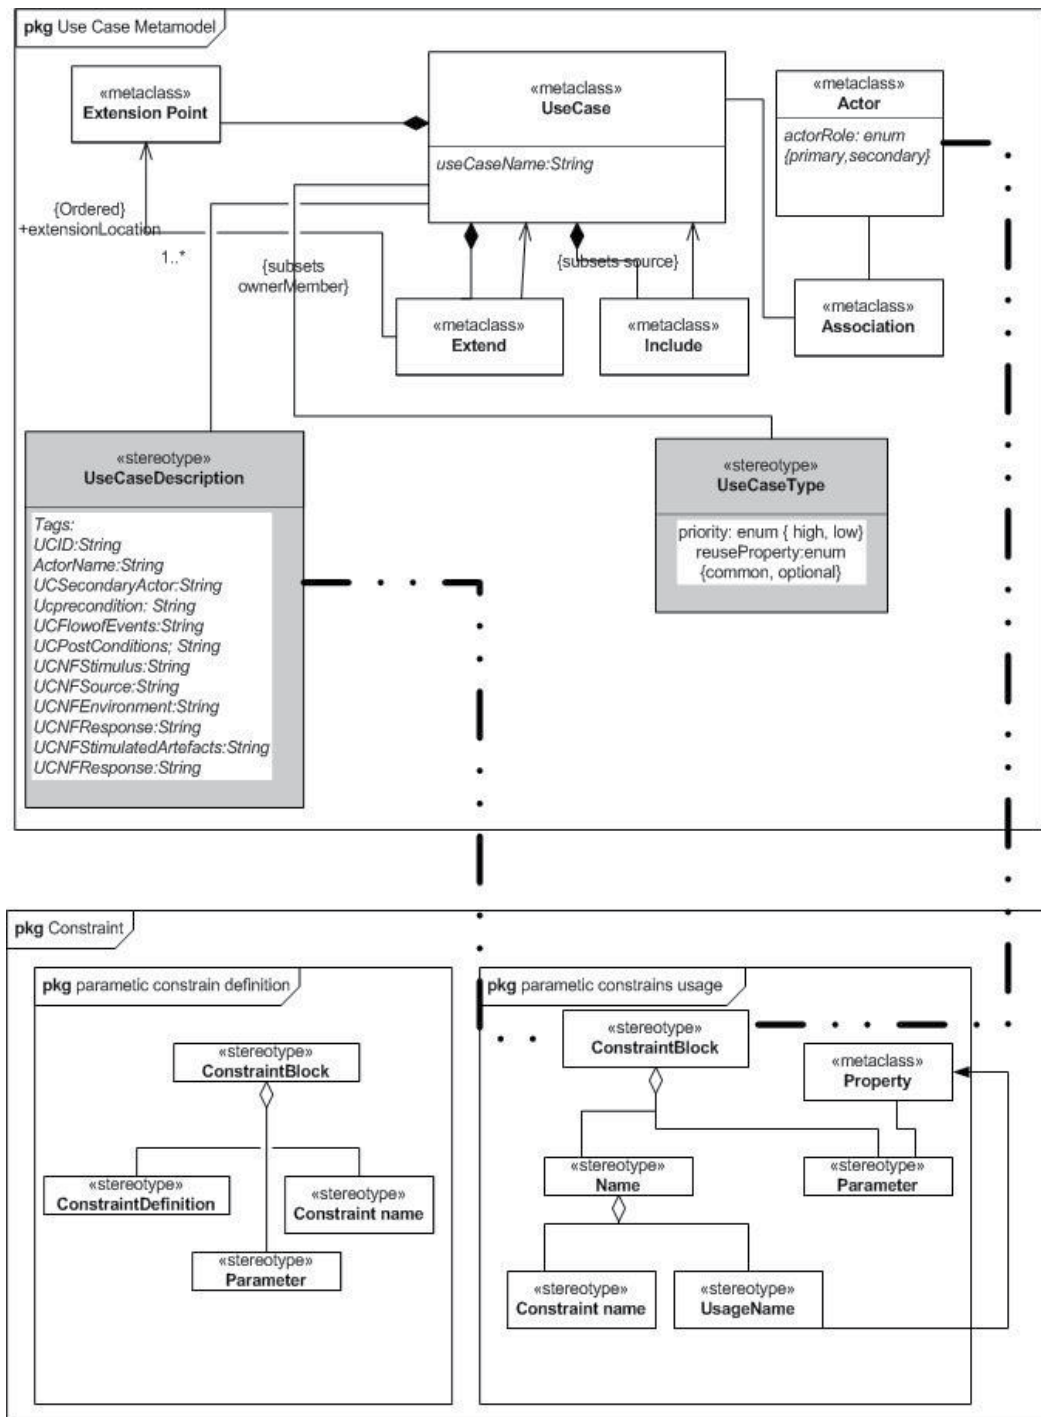 pkg Use Case Metamodel
«metaclass»
Extension Point
«metaclass»
UseCase
useCaseName:String
«metaclass»
Actor
actorRole: enum
{primary,secondary}
{Ordered}
+extensionLocation
1..*
{subsets
ownerMember}
{subsets source}
«metaclass»
Extend
«metaclass»
Include
«metaclass»
Association
«stereotype»
UseCaseDescription
Tags:
UCID:String
ActorName:String
UCSecondaryActor:String
Ucprecondition: String
UCFlowofEvents:String
UCPostConditions; String
UCNFStimulus:String
UCNFSource:String
UCNFEnvironment:String
UCNFResponse:String
UCNFStimulatedArtefacts:String
UCNFResponse:String
«stereotype»
UseCaseType
priority: enum { high, low}
reuseProperty:enum
{common, optional}
pkg Constraint
pkg parametic constrain definition
«stereotype»
ConstraintBlock
«stereotype»
ConstraintDefinition
«stereotype»
Constraint name
«stereotype»
Parameter
pkg parametic constrains usage
«stereotype»
ConstraintBlock
«metaclass»
Property
«stereotype»
Name
«stereotype»
Parameter
«stereotype»
Constraint name
«stereotype»
UsageName